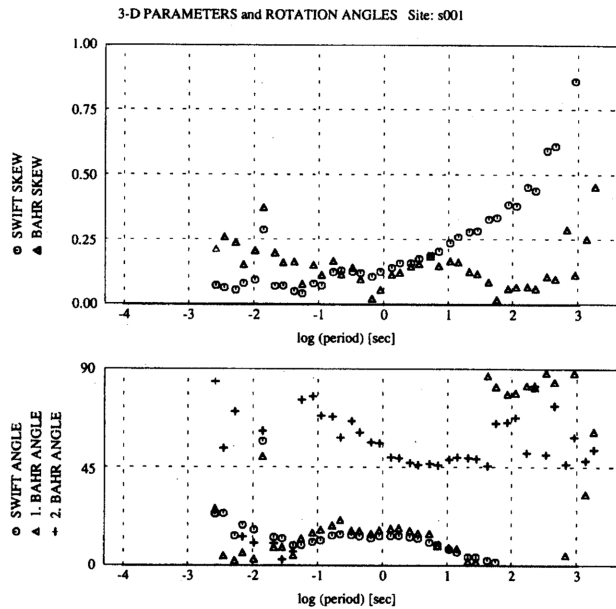 3-D PARAMETERS and ROTATION ANGLES Site: s001
SWIFT SKEW
BAHR SKEW
1.00
0.75
0.50
0.25
0.00
-4 -3 -2 -1 0 1 2 3
log (period) [sec]
SWIFT ANGLE
1. BAHR ANGLE
2. BAHR ANGLE
90
45
0
-4 -3 -2 -1 0 1 2 3
log (period) [sec]